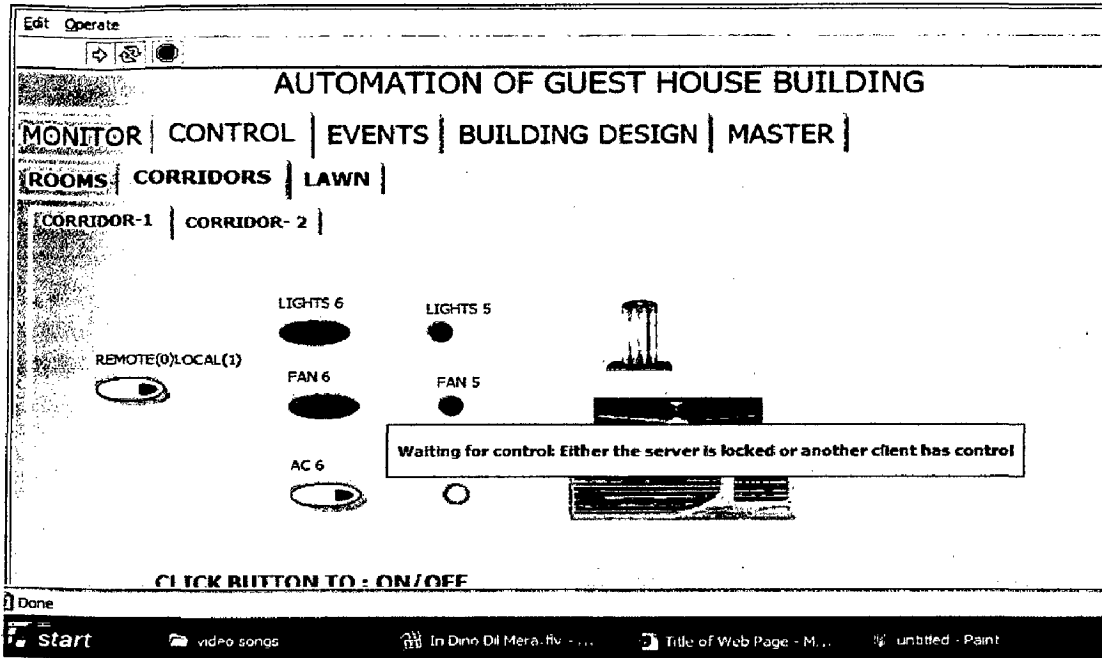 Edit Operate
AUTOMATION OF GUEST HOUSE BUILDING
MONITOR CONTROL EVENTS BUILDING DESIGN MASTER
ROOMS CORRIDORS LAWN
CORRIDOR-1 CORRIDOR- 2
LIGHTS 6 LIGHTS 5
REMOTE(0)LOCAL(1)
FAN 6 FAN 5
Waiting for control: Either the server is locked or another client has control
AC 6
CLICK BUTTON TO : ON/OFF
Done
start video songs In Dino Dil Mera.flv - ... Title of Web Page - M... untitled - Paint